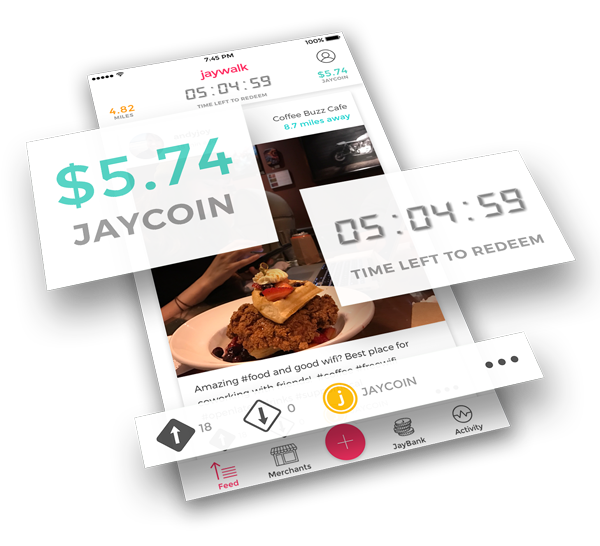 7:45 PM
100%
jaywalk
05:04:59
TIME LEFT TO REDEEM
4.82
MILES
$5.74
JAYCOIN
Coffee Buzz Cafe
8.7 miles away
$5.74
JAYCOIN
05:04:59
TIME LEFT TO REDEEM
Amazing #food and good wifi? Best place for
coworking with friends! #coffee #freewifi
18
0
j
JAYCOIN
Feed
Merchants
JayBank
Activity